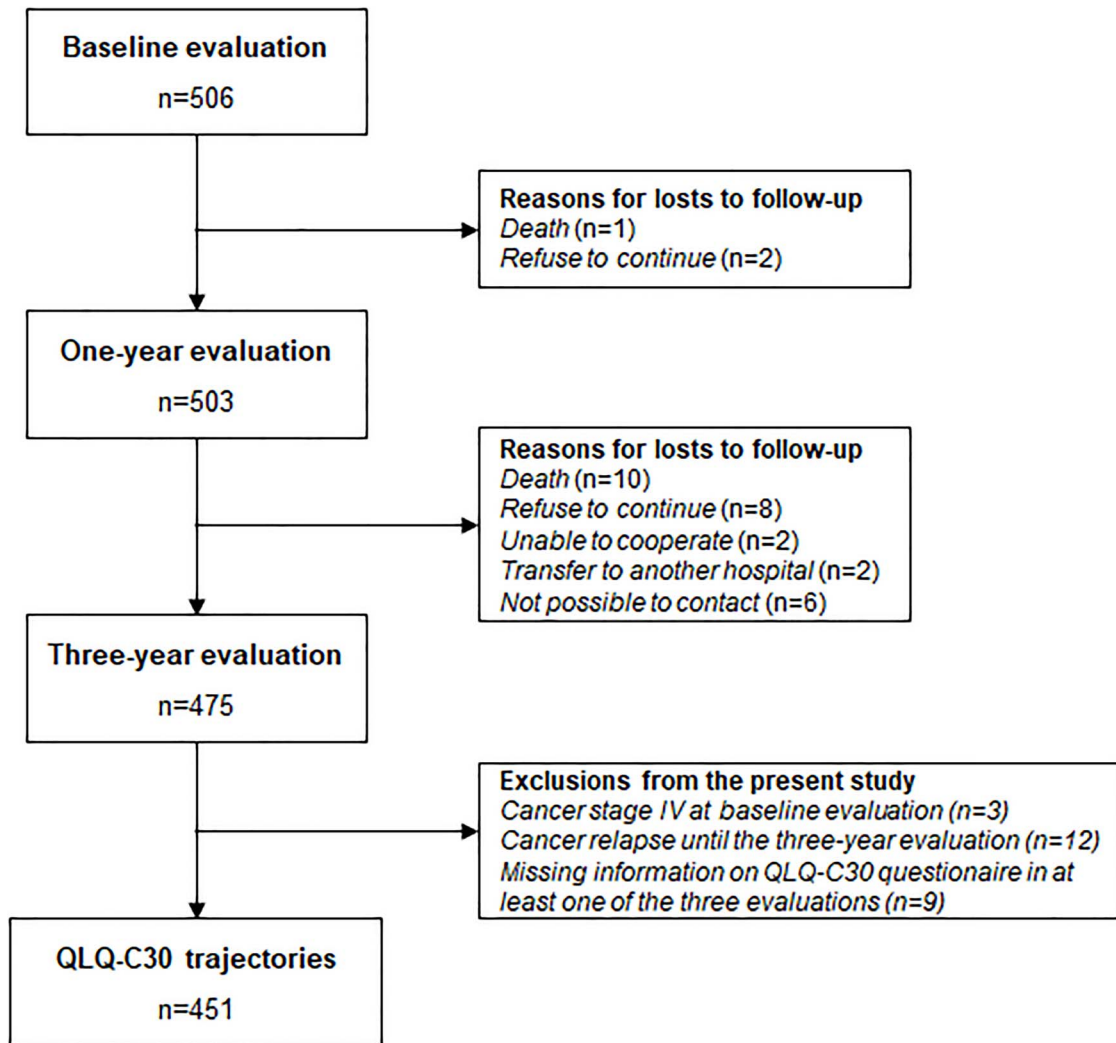 Baseline evaluation
n=506
Reasons for losts to follow-up
Death (n=1)
Refuse to continue (n=2)
One-year evaluation
n=503
Reasons for losts to follow-up
Death (n=10)
Refuse to continue (n=8)
Unable to cooperate (n=2)
Transfer to another hospital (n=2)
Not possible to contact (n=6)
Three-year evaluation
n=475
Exclusions from the present study
Cancer stage IV at baseline evaluation (n=3)
Cancer relapse until the three-year evaluation (n=12)
Missing information on QLQ-C30 questionaire in at
least one of the three evaluations (n=9)
QLQ-C30 trajectories
n=451